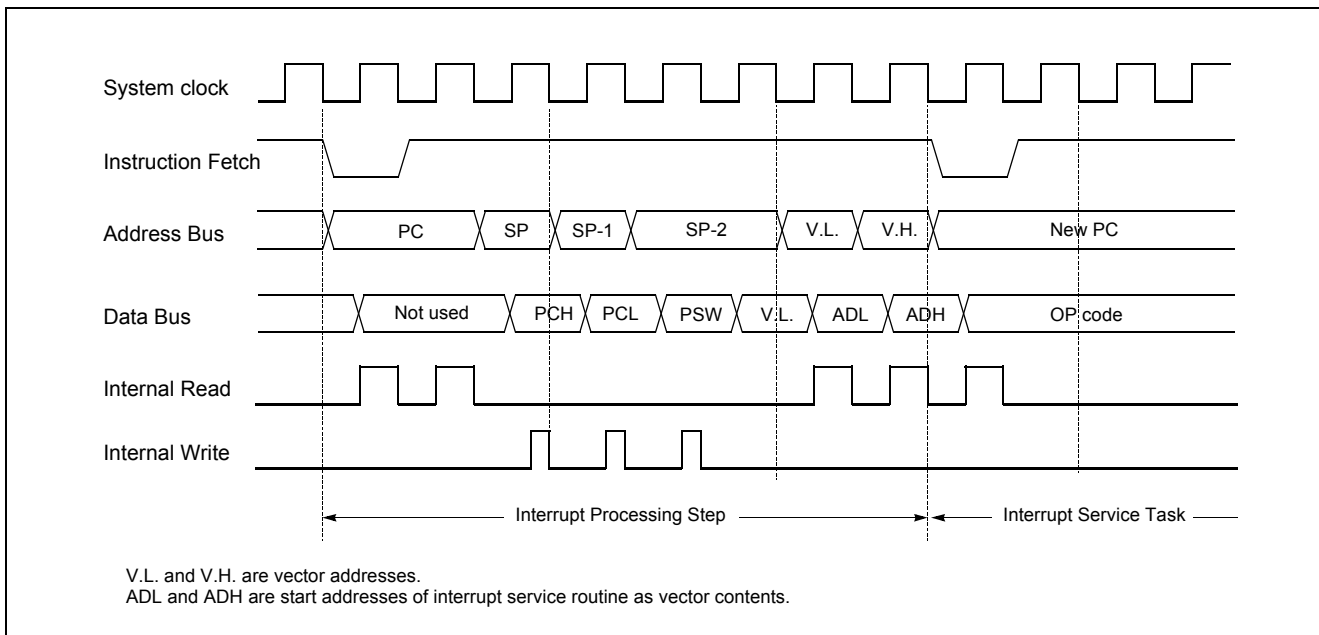 System clock
Instruction Fetch
Address Bus
PC SP SP-1 SP-2 V.L. V.H. New PC
Data Bus
Not used PCH PCL PSW V.L. ADL ADH OP code
Internal Read
Internal Write
Interrupt Processing Step Interrupt Service Task
V.L. and V.H. are vector addresses.
ADL and ADH are start addresses of interrupt service routine as vector contents.